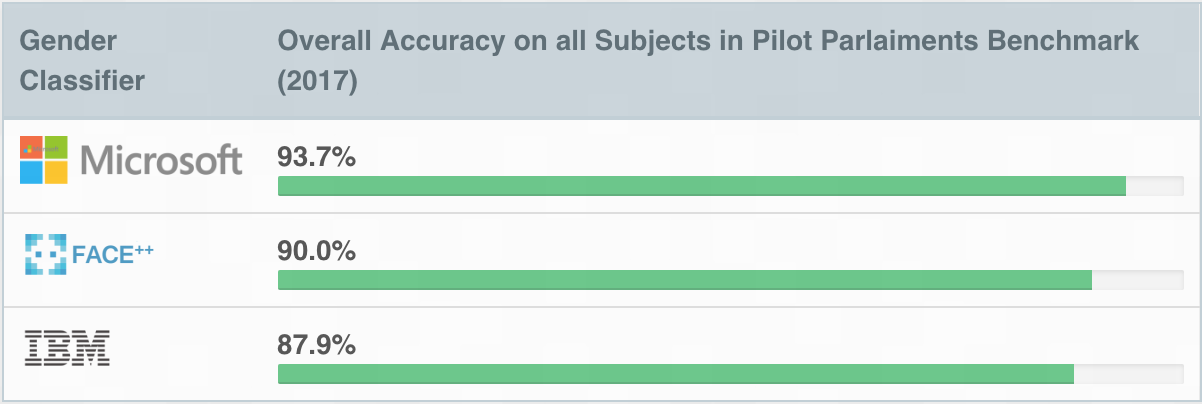 Gender
Classifier
Overall Accuracy on all Subjects in Pilot Parlaiments Benchmark
(2017)
Microsoft
93.7%
FACE++
90.0%
IBM
87.9%